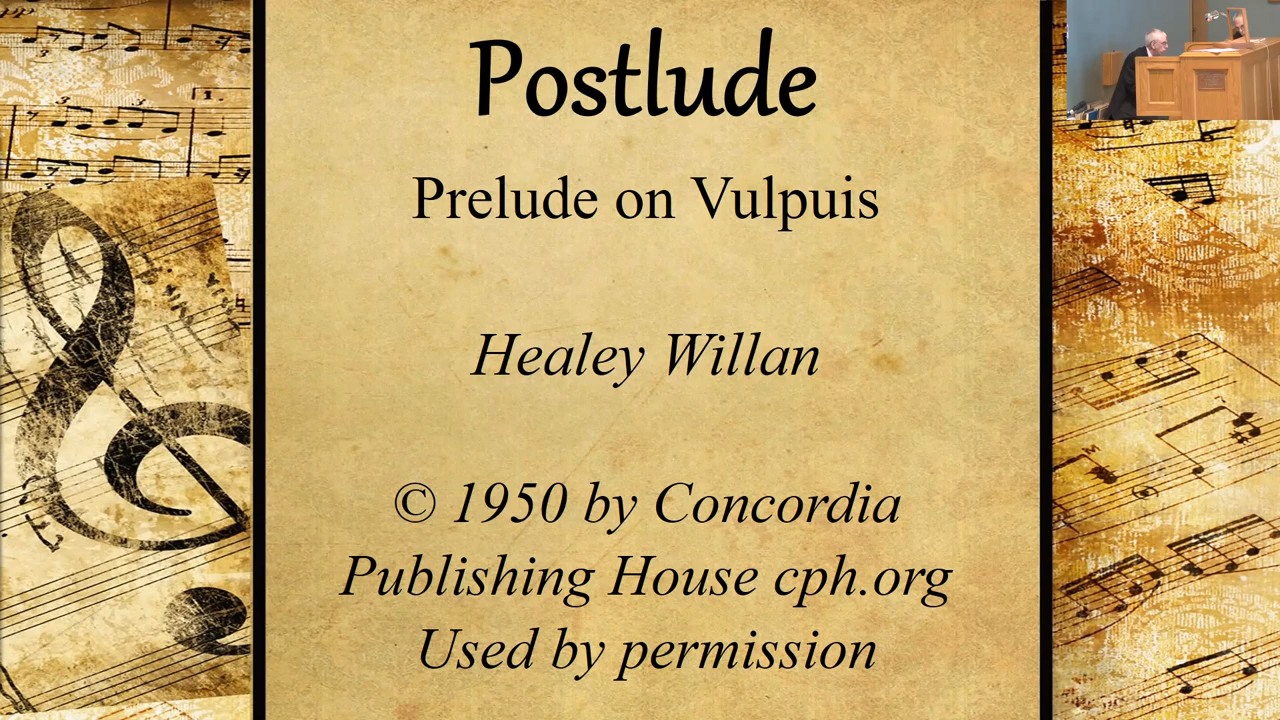 Postlude
Prelude on Vulpuis
Healey Willan
© 1950 by Concordia
Publishing House cph.org
Used by permission